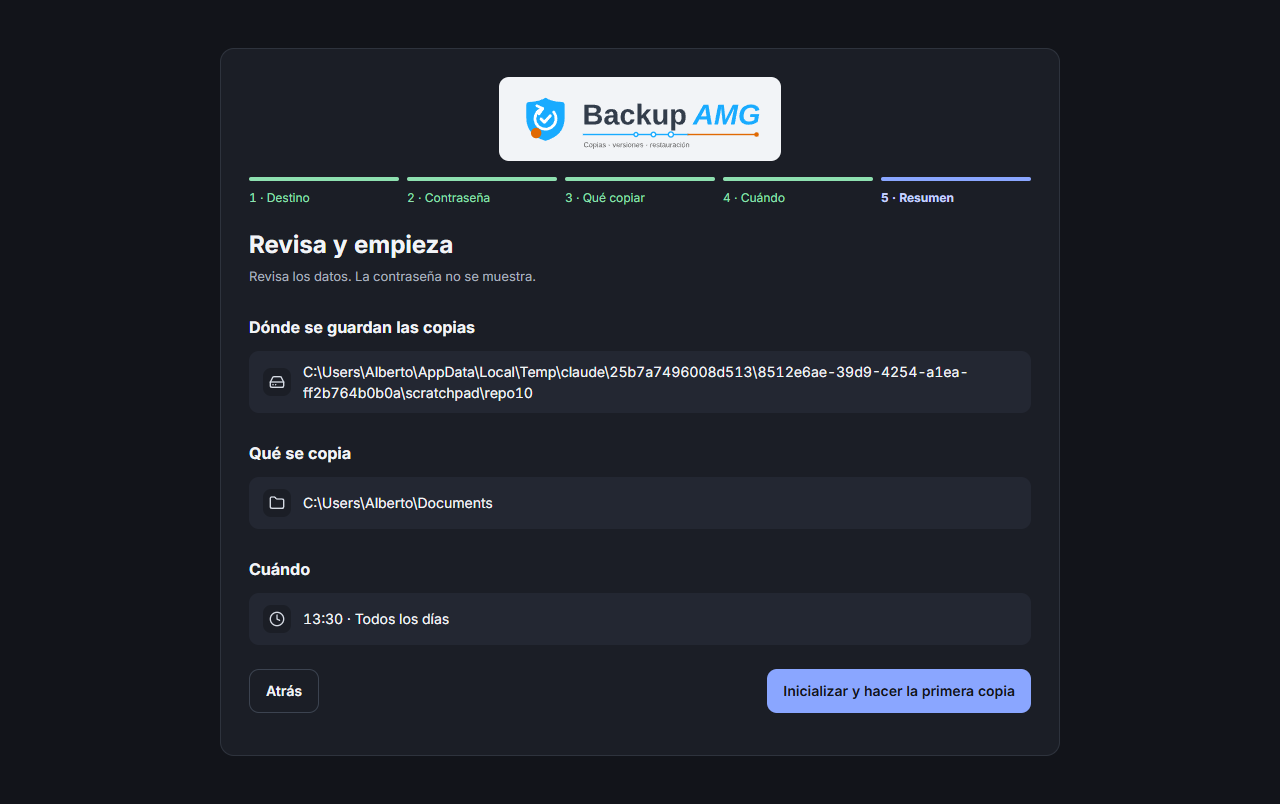 Backup AMG
Copias · versiones · restauración
1 · Destino
2 · Contraseña
3 · Qué copiar
4 · Cuándo
5 · Resumen
Revisa y empieza
Revisa los datos. La contraseña no se muestra.
Dónde se guardan las copias
C:\Users\Alberto\AppData\Local\Temp\claude\25b7a7496008d513\8512e6ae-39d9-4254-a1ea-
ff2b764b0b0a\scratchpad\repo10
Qué se copia
C:\Users\Alberto\Documents
Cuándo
13:30 · Todos los días
Atrás
Inicializar y hacer la primera copia